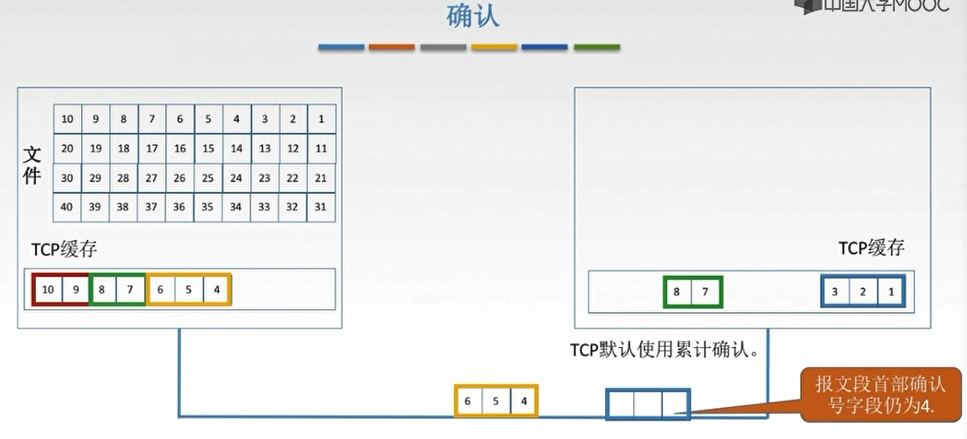 中国大学MOOC
确认
文件
10 9 8 7 6 5 4 3 2 1
20 19 18 17 16 15 14 13 12 11
30 29 28 27 26 25 24 23 22 21
40 39 38 37 36 35 34 33 32 31
TCP缓存
10 9 8 7 6 5 4
TCP缓存
8 7 3 2 1
TCP默认使用累计确认。
6 5 4
报文段首部确认
号字段仍为4.